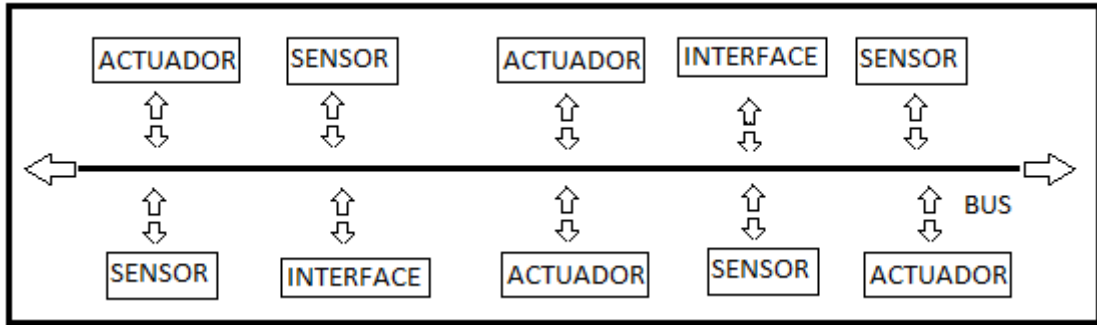 ACTUADOR SENSOR ACTUADOR INTERFACE SENSOR
BUS
SENSOR INTERFACE ACTUADOR SENSOR ACTUADOR